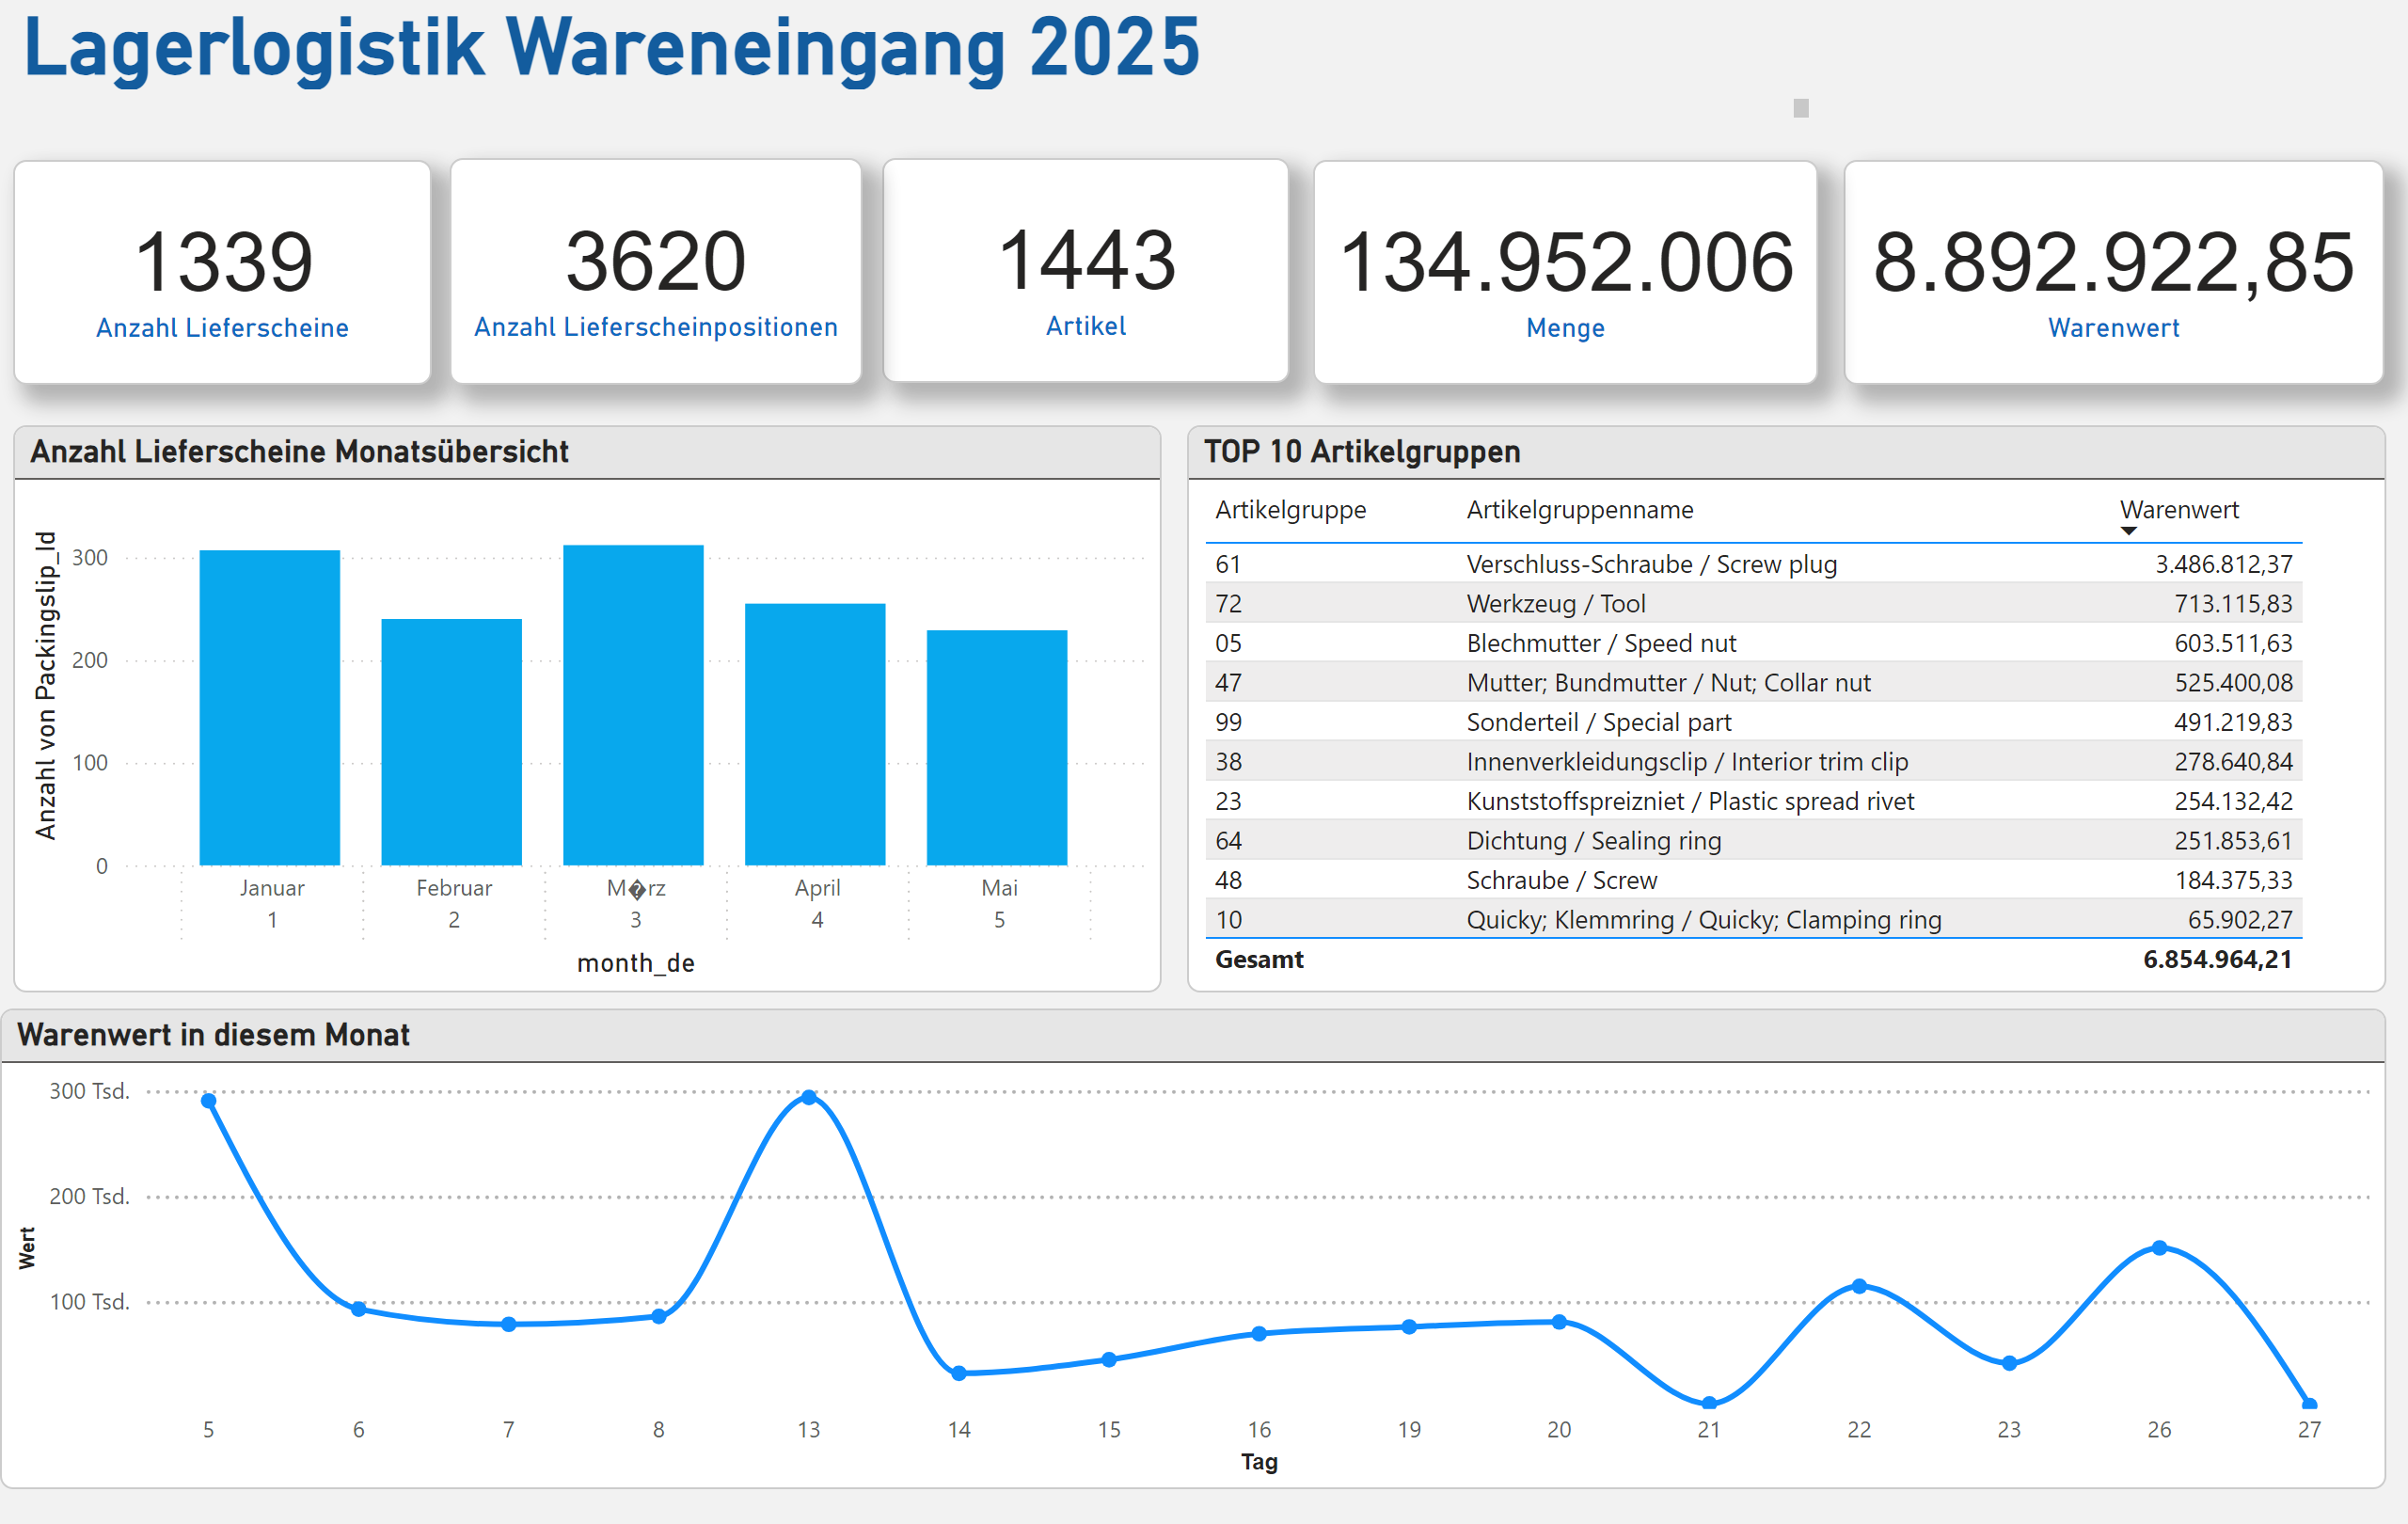 Lagerlogistik Wareneingang 2025
1339
Anzahl Lieferscheine
3620
Anzahl Lieferscheinpositionen
1443
Artikel
134.952.006
Menge
8.892.922,85
Warenwert
Anzahl Lieferscheine Monatsübersicht
Anzahl von Packingslip_Id
300
200
100
0
Januar Februar M�rz April Mai
1 2 3 4 5
month_de
TOP 10 Artikelgruppen
Artikelgruppe Artikelgruppenname Warenwert
61 Verschluss-Schraube / Screw plug 3.486.812,37
72 Werkzeug / Tool 713.115,83
05 Blechmutter / Speed nut 603.511,63
47 Mutter; Bundmutter / Nut; Collar nut 525.400,08
99 Sonderteil / Special part 491.219,83
38 Innenverkleidungsclip / Interior trim clip 278.640,84
23 Kunststoffspreizniet / Plastic spread rivet 254.132,42
64 Dichtung / Sealing ring 251.853,61
48 Schraube / Screw 184.375,33
10 Quicky; Klemmring / Quicky; Clamping ring 65.902,27
Gesamt 6.854.964,21
Warenwert in diesem Monat
Wert
300 Tsd.
200 Tsd.
100 Tsd.
5 6 7 8 13 14 15 16 19 20 21 22 23 26 27
Tag